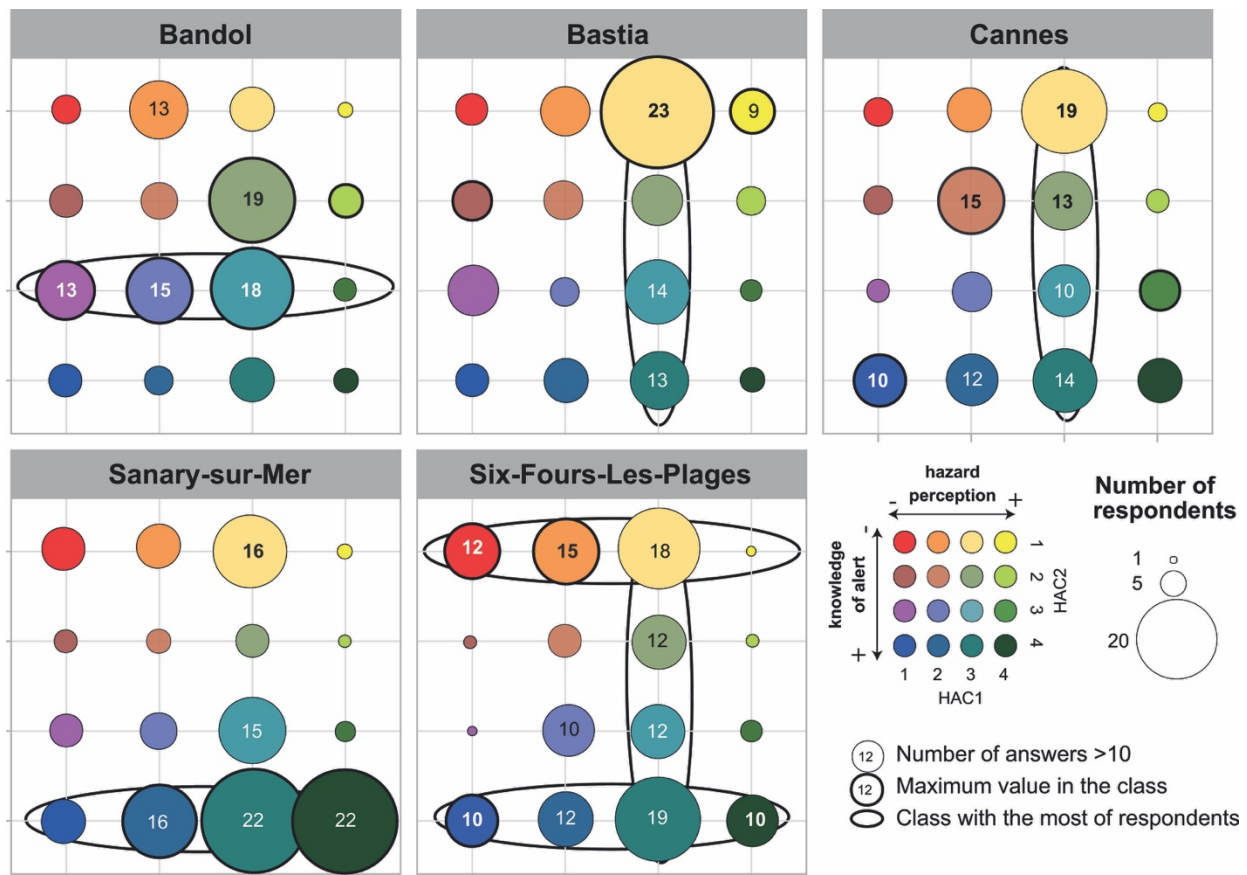 Bandol
13
19
13 15 18
Bastia
23 9
14
13
Cannes
19
15 13
10
10 12 14
Sanary-sur-Mer
16
15
16 22 22
Six-Fours-Les-Plages
12 15 18
12
10 12
10 12 19 10
hazard
perception
- +
-
knowledge
of alert
+
1
2
3
4
HAC2
1 2 3 4
HAC1
Number of
respondents
1
5
20
12 Number of answers >10
12 Maximum value in the class
Class with the most of respondents